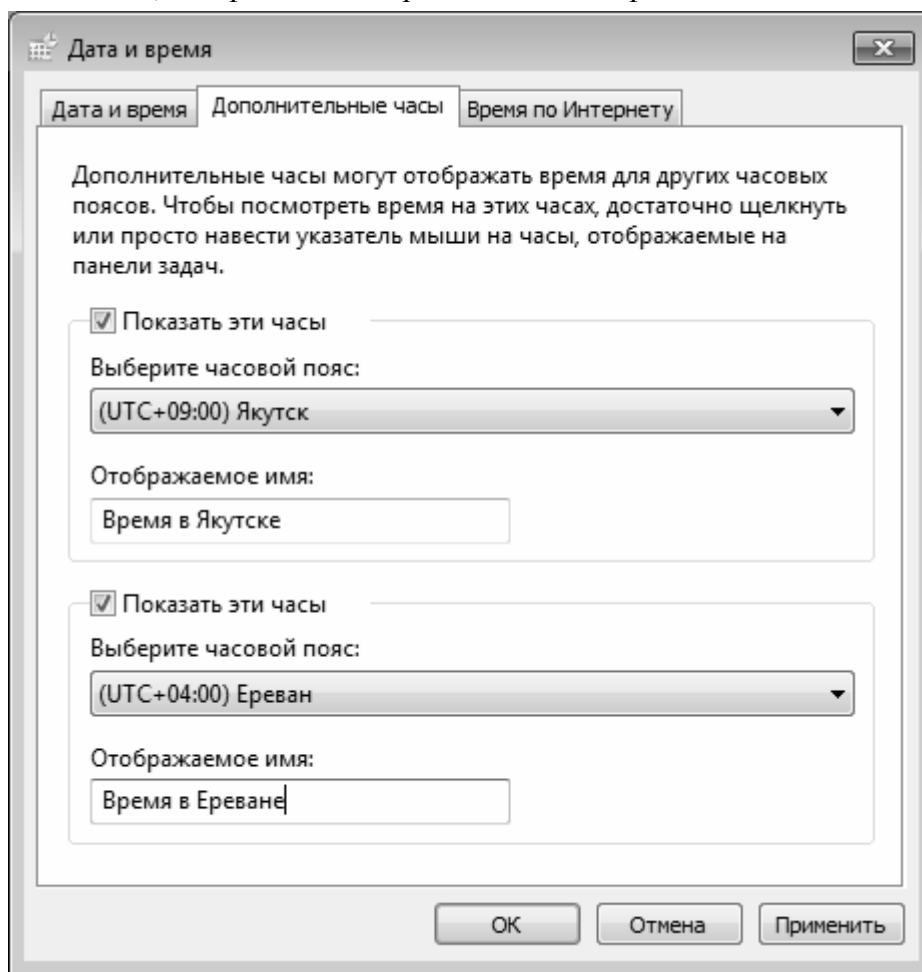 Дата и время
Дата и время Дополнительные часы Время по Интернету
Дополнительные часы могут отображать время для других часовых
поясов. Чтобы посмотреть время на этих часах, достаточно щелкнуть
или просто навести указатель мыши на часы, отображаемые на
панели задач.
Показать эти часы
Выберите часовой пояс:
(UTC+09:00) Якутск
Отображаемое имя:
Время в Якутске
Показать эти часы
Выберите часовой пояс:
(UTC+04:00) Ереван
Отображаемое имя:
Время в Ереване
ОК Отмена Применить